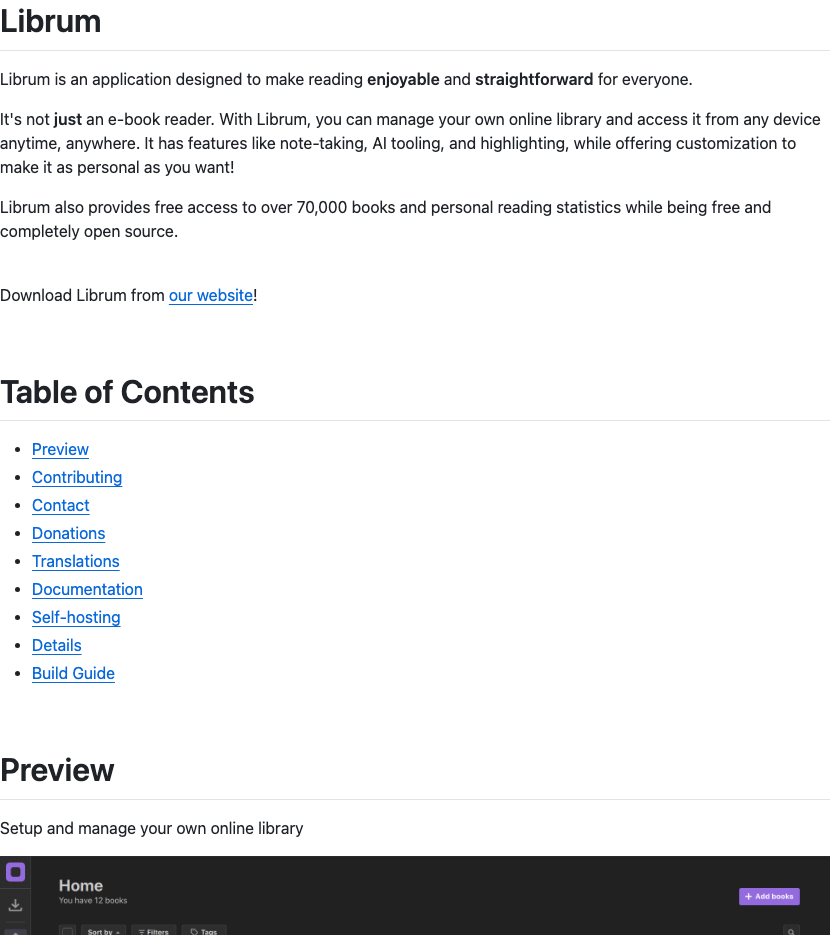 Librum
Librum is an application designed to make reading enjoyable and straightforward for everyone.
It's not just an e-book reader. With Librum, you can manage your own online library and access it from any device
anytime, anywhere. It has features like note-taking, AI tooling, and highlighting, while offering customization to
make it as personal as you want!
Librum also provides free access to over 70,000 books and personal reading statistics while being free and
completely open source.
Download Librum from our website!
Table of Contents
Preview
Contributing
Contact
Donations
Translations
Documentation
Self-hosting
Details
Build Guide
Preview
Setup and manage your own online library
Home
You have 12 books
+ Add books
Sort by
Filters
Tags